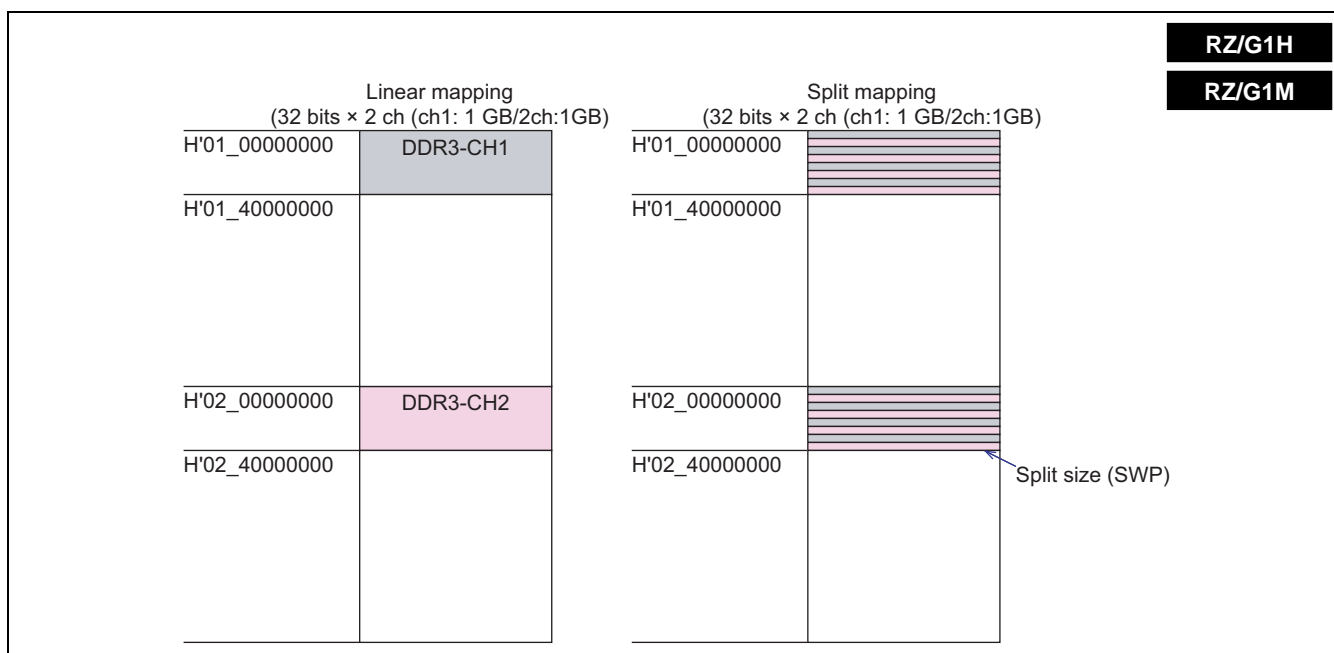 RZ/G1H
RZ/G1M
Linear mapping
(32 bits × 2 ch (ch1: 1 GB/2ch:1GB)
H'01_00000000
DDR3-CH1
H'01_40000000
H'02_00000000
DDR3-CH2
H'02_40000000
Split mapping
(32 bits × 2 ch (ch1: 1 GB/2ch:1GB)
H'01_00000000
H'01_40000000
H'02_00000000
H'02_40000000
Split size (SWP)